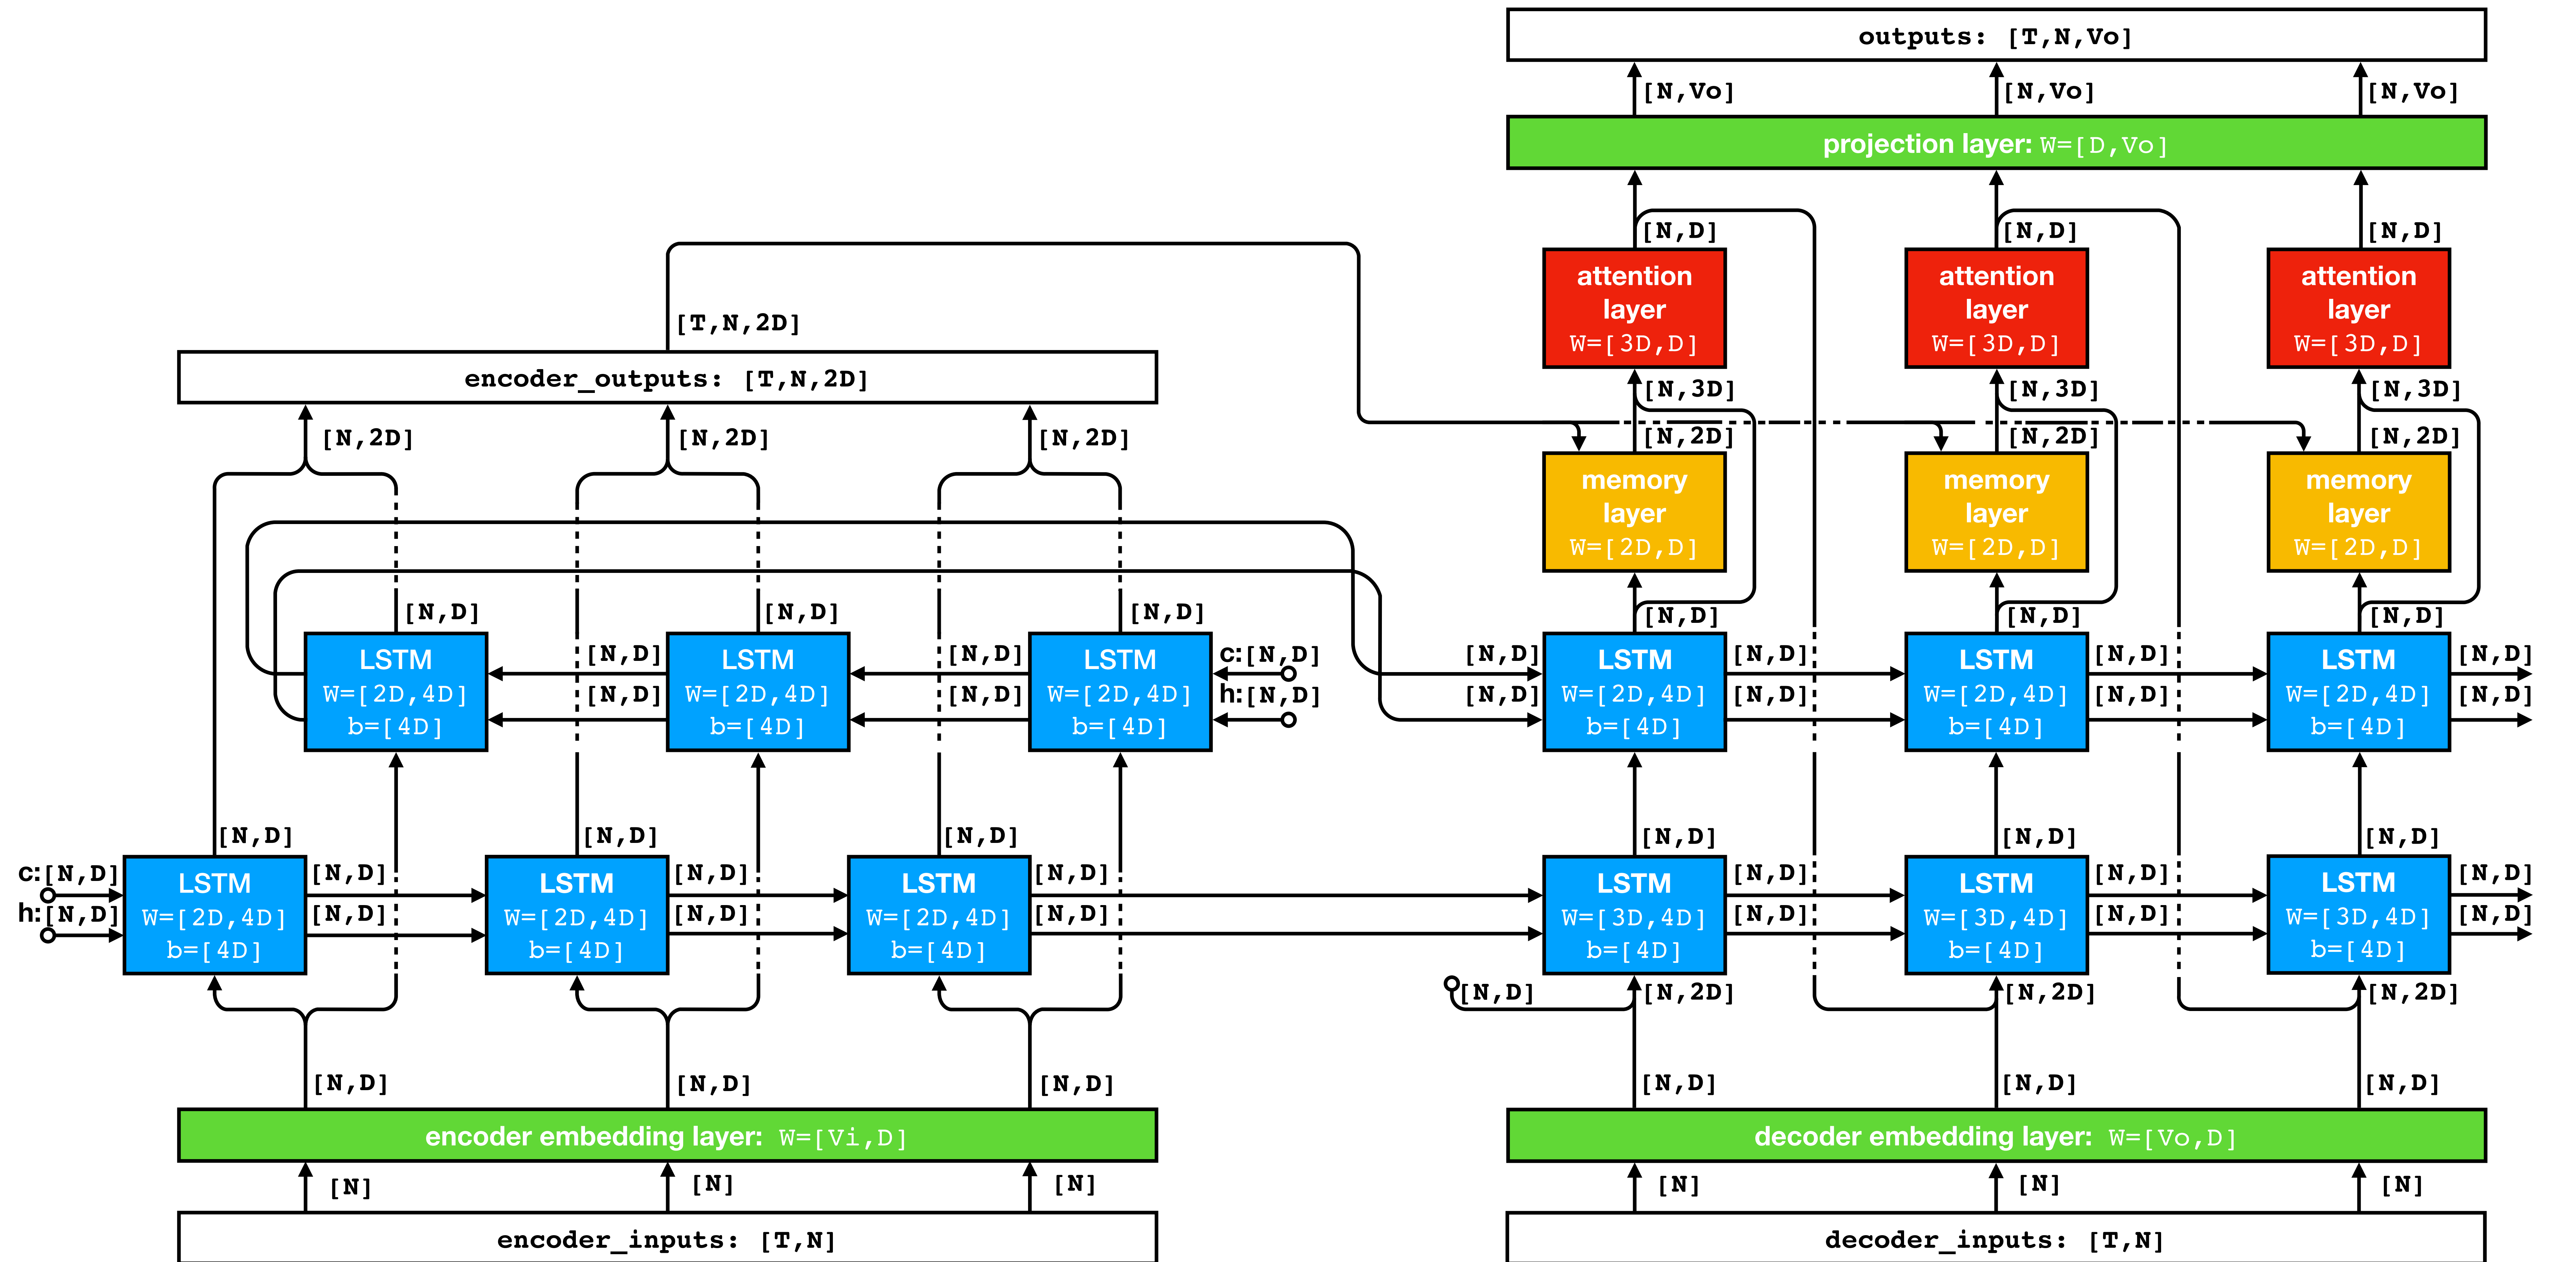 outputs: [T,N,Vo]
[N,Vo] [N,Vo] [N,Vo]
projection layer: W=[D,Vo]
[N,D] [N,D] [N,D]
attention layer W=[3D,D]
attention layer W=[3D,D]
attention layer W=[3D,D]
[T,N,2D]
encoder_outputs: [T,N,2D]
[N,3D] [N,3D] [N,3D]
[N,2D] [N,2D] [N,2D]
[N,2D] [N,2D] [N,2D]
memory layer W=[2D,D]
memory layer W=[2D,D]
memory layer W=[2D,D]
[N,D] [N,D] [N,D]
[N,D] [N,D] [N,D]
LSTM W=[2D,4D] b=[4D]
[N,D]
[N,D]
LSTM W=[2D,4D] b=[4D]
[N,D]
[N,D]
LSTM W=[2D,4D] b=[4D]
c:[N,D]
h:[N,D]
[N,D]
[N,D]
LSTM W=[2D,4D] b=[4D]
[N,D]
[N,D]
LSTM W=[2D,4D] b=[4D]
[N,D]
[N,D]
LSTM W=[2D,4D] b=[4D]
[N,D]
[N,D]
[N,D] [N,D] [N,D]
[N,D] [N,D] [N,D]
c:[N,D]
h:[N,D]
LSTM W=[2D,4D] b=[4D]
[N,D]
[N,D]
LSTM W=[2D,4D] b=[4D]
[N,D]
[N,D]
LSTM W=[2D,4D] b=[4D]
[N,D]
[N,D]
LSTM W=[3D,4D] b=[4D]
[N,D]
[N,D]
LSTM W=[3D,4D] b=[4D]
[N,D]
[N,D]
LSTM W=[3D,4D] b=[4D]
[N,D]
[N,D]
[N,D] [N,2D] [N,2D] [N,2D]
[N,D] [N,D] [N,D]
[N,D] [N,D] [N,D]
encoder embedding layer: W=[Vi,D]
decoder embedding layer: W=[Vo,D]
[N] [N] [N]
[N] [N] [N]
encoder_inputs: [T,N]
decoder_inputs: [T,N]